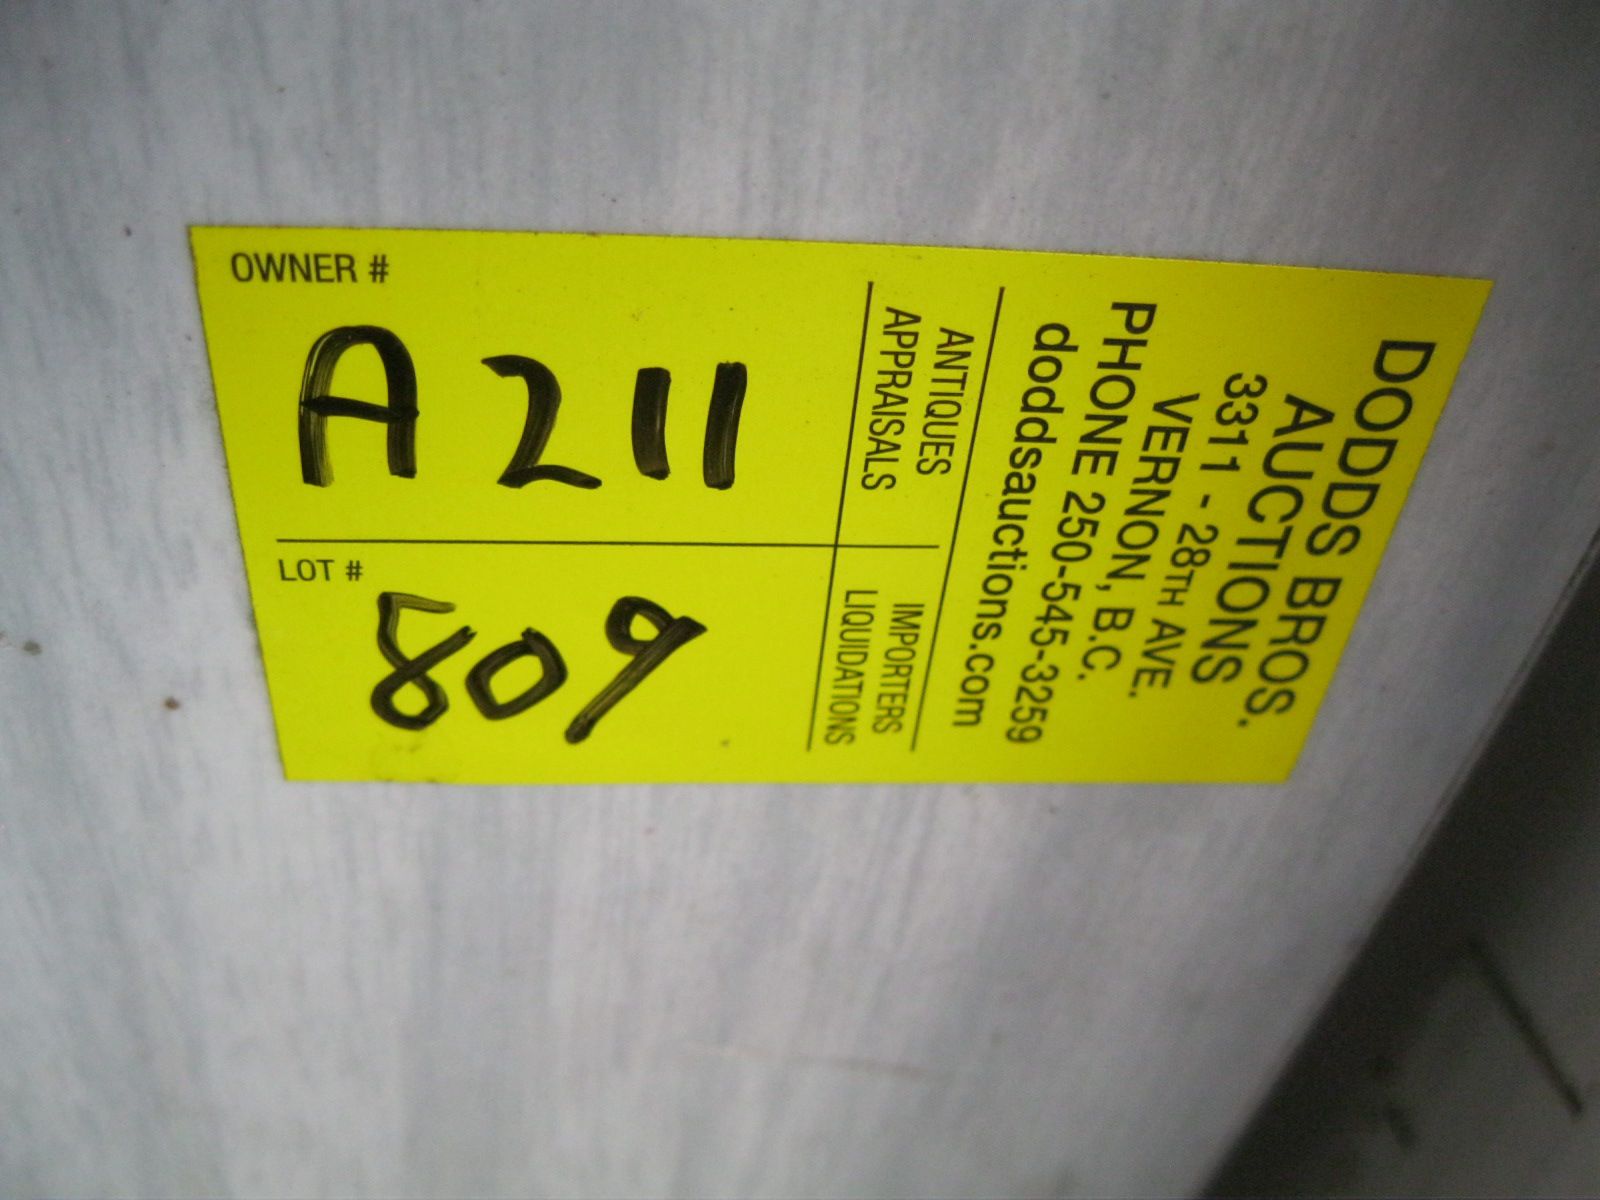 OWNER #
A211
LOT #
809
DODDS BROS.
AUCTIONS
3311 - 28TH AVE.
VERNON, B.C.
PHONE 250-545-3259
doddsauctions.com
ANTIQUES
APPRAISALS
IMPORTERS
LIQUIDATIONS